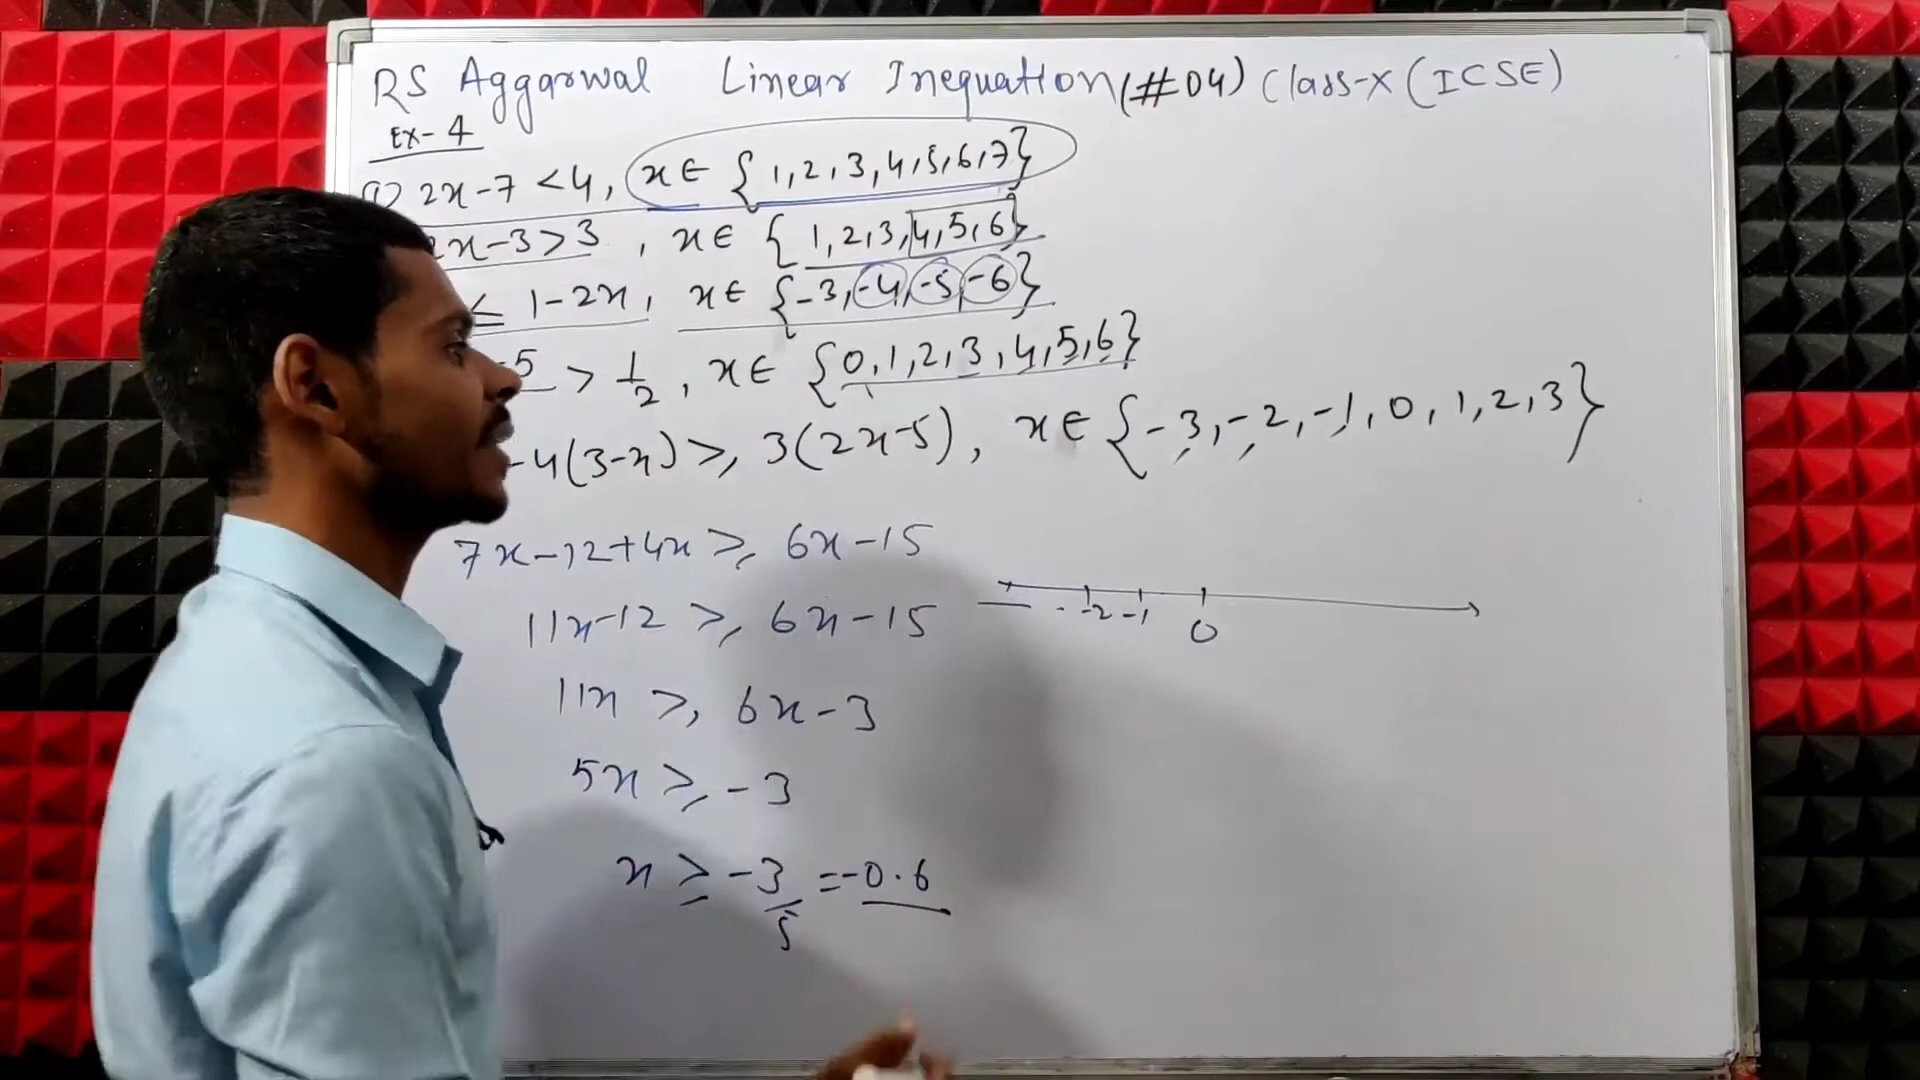 RS Aggarwal Linear Inequation (#04) Class-X (ICSE)
Ex-4
2x-7 < 4, x ∈ {1,2,3,4,5,6,7}
x-3 > 3, x ∈ {1,2,3,4,5,6}
≤ 1-2x, x ∈ {-3,-4,-5,-6}
5 > 1/2, x ∈ {0,1,2,3,4,5,6}
-4(3-x) ≥ 3(2x-5), x ∈ {-3,-2,-1,0,1,2,3}
7x-12+4x ≥ 6x-15
11x-12 ≥ 6x-15
-2 -1 0
11x ≥ 6x-3
5x ≥ -3
x ≥ -3/5 = -0.6